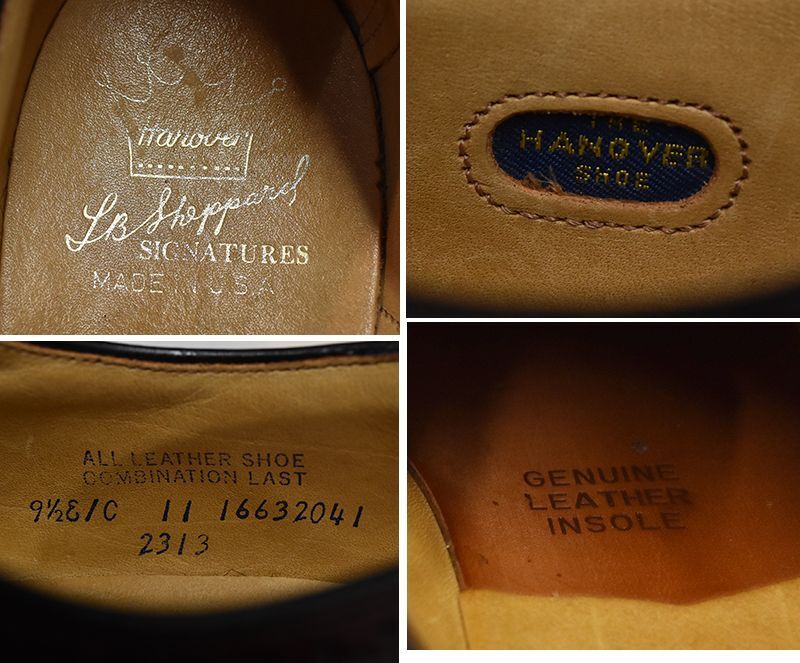 Hanover
LB Sheppard
SIGNATURES
MADE IN U.S.A
THE
HANOVER
SHOE
ALL LEATHER SHOE
COMBINATION LAST
9½E/C 11 16632041
2313
GENUINE
LEATHER
INSOLE